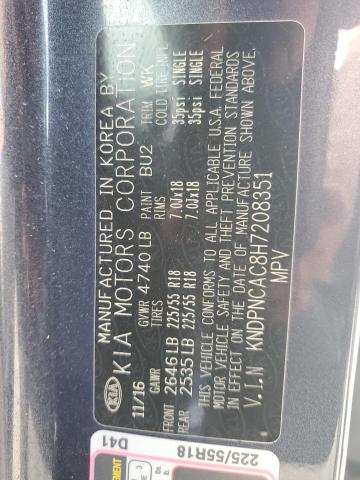 MANUFACTURED IN KOREA BY
KIA MOTORS CORPORATION
KIA
11/16 GVWR 4740 LB PAINT BU2 TRIM WK
GAWR TIRES RIMS COLD TIRE INFL.
FRONT 2646 LB 225/55 R18 7.0Jx18 35psi SINGLE
REAR 2535 LB 225/55 R18 7.0Jx18 35psi SINGLE
THIS VEHICLE CONFORMS TO ALL APPLICABLE U.S.A. FEDERAL
MOTOR VEHICLE SAFETY AND THEFT PREVENTION STANDARDS
IN EFFECT ON THE DATE OF MANUFACTURE SHOWN ABOVE.
V.I.N KNDPNCAC8H7208351
MPV
D41
225/55R18